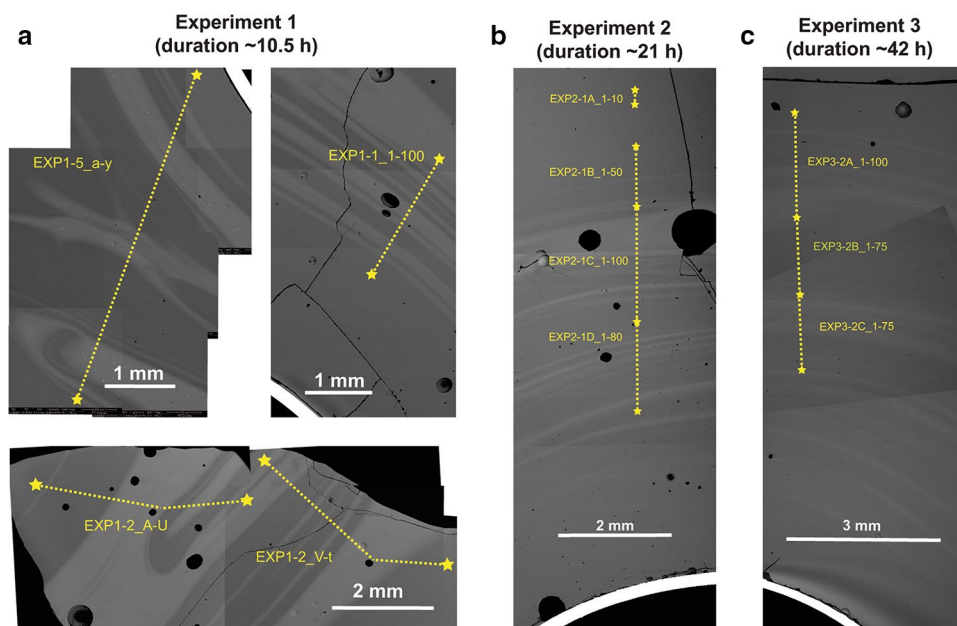 a
Experiment 1
(duration ~10.5 h)
EXP1-5_a-y
1 mm
EXP1-1_1-100
1 mm
EXP1-2_A-U
EXP1-2_V-t
2 mm
b
Experiment 2
(duration ~21 h)
EXP2-1A_1-10
EXP2-1B_1-50
EXP2-1C_1-100
EXP2-1D_1-80
2 mm
c
Experiment 3
(duration ~42 h)
EXP3-2A_1-100
EXP3-2B_1-75
EXP3-2C_1-75
3 mm